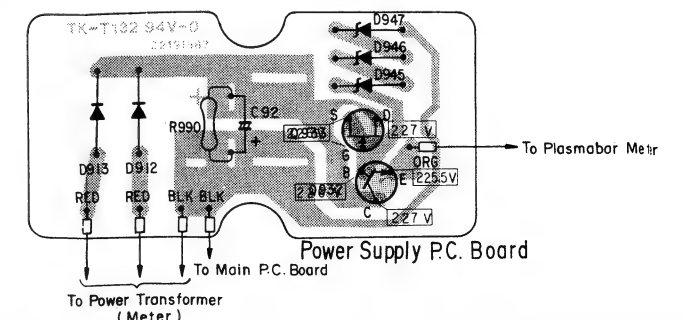 TK-T132 94V-0
D947
D946
D945
R990
C92
+
S
D
227 V
G
B
ORG
To Plasmabar Meter
E
225.5V
C
227 V
D913
D912
RED
RED
BLK
BLK
Power Supply P.C. Board
To Main P.C. Board
To Power Transformer
(Meter)